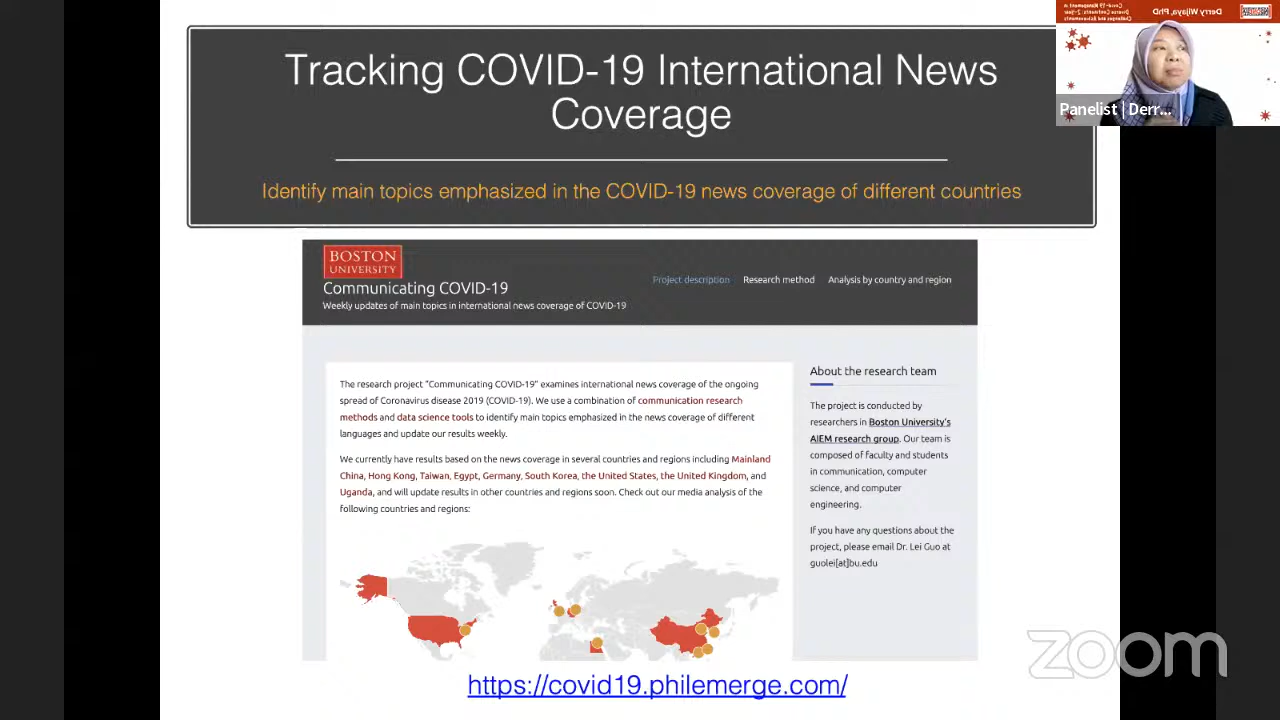 Tracking COVID-19 International News
Coverage
Identify main topics emphasized in the COVID-19 news coverage of different countries
BOSTON
UNIVERSITY
Communicating COVID-19
Weekly updates of main topics in international news coverage of COVID-19
Project description Research method Analysis by country and region
The research project "Communicating COVID-19" examines international news coverage of the ongoing
spread of Coronavirus disease 2019 (COVID-19). We use a combination of communication research
methods and data science tools to identify main topics emphasized in the news coverage of different
languages and update our results weekly.
We currently have results based on the news coverage in several countries and regions including Mainland
China, Hong Kong, Taiwan, Egypt, Germany, South Korea, the United States, the United Kingdom, and
Uganda, and will update results in other countries and regions soon. Check out our media analysis of the
following countries and regions:
About the research team
The project is conducted by
researchers in Boston University's
AIEM research group. Our team is
composed of faculty and students
in communication, computer
science, and computer
engineering.
If you have any questions about the
project, please email Dr. Lei Guo at
guolei[at]bu.edu
https://covid19.philemerge.com/
Derry Wijaya, PhD
Panelist | Derr...
zoom